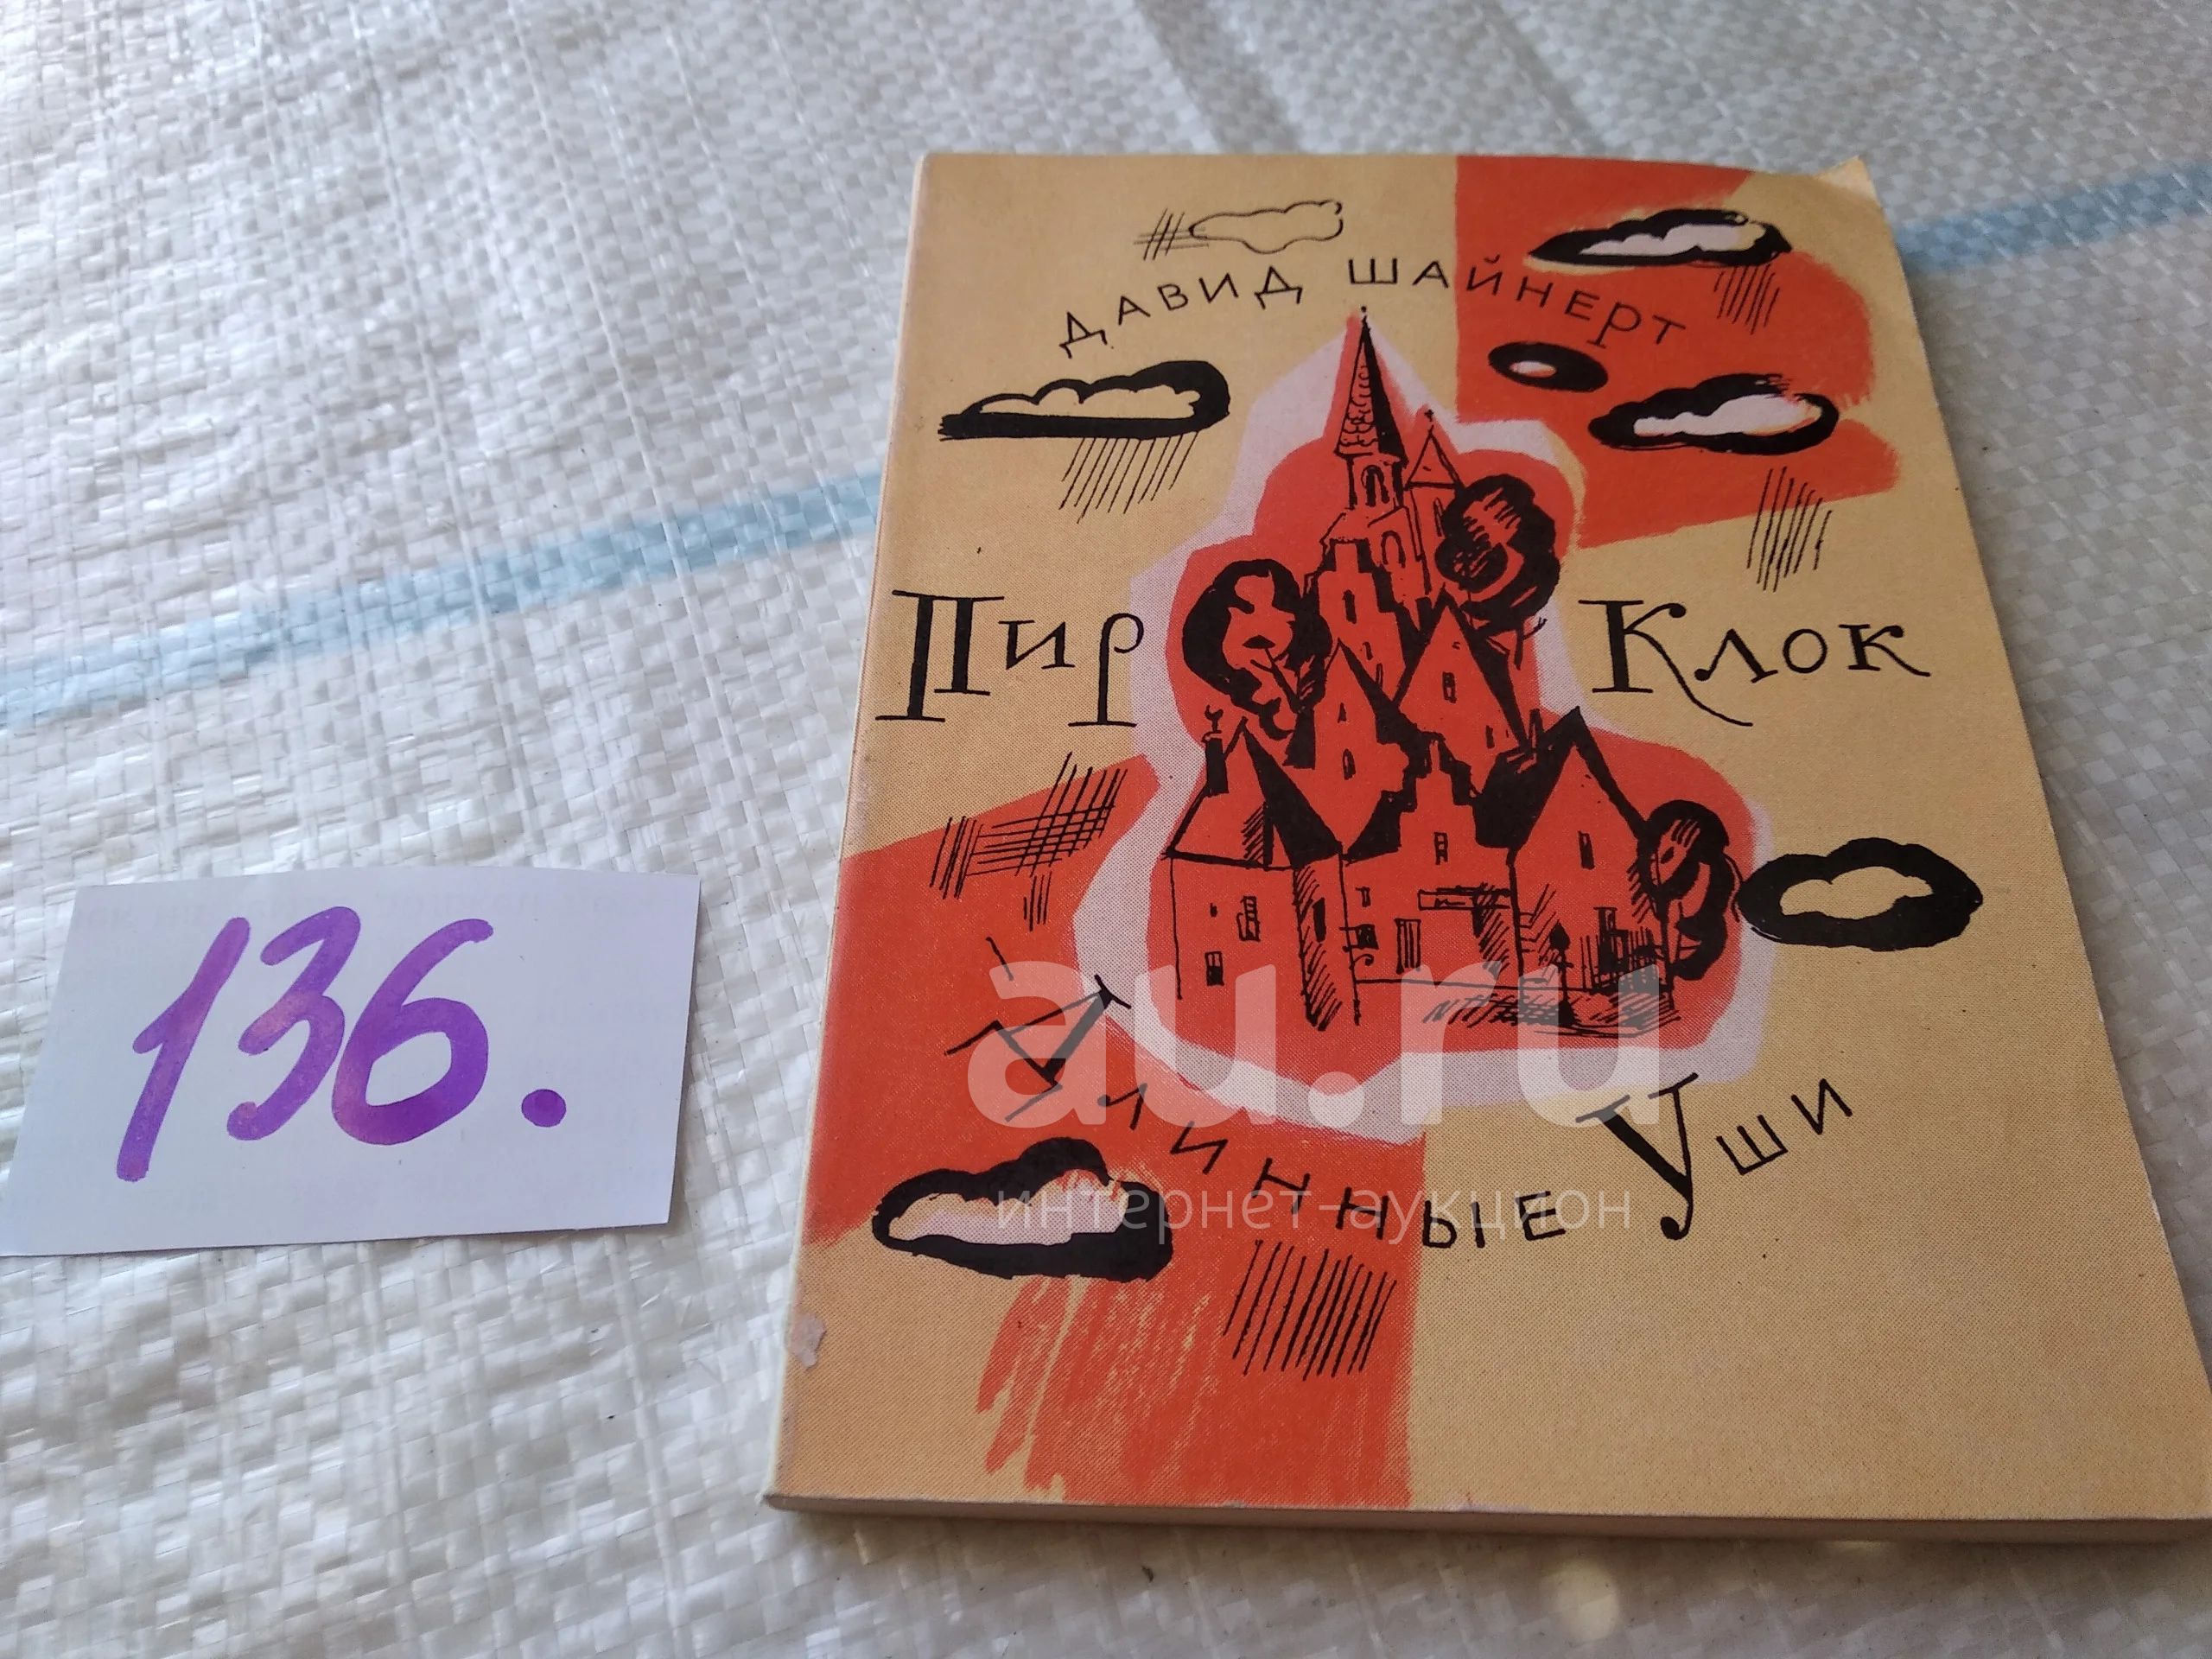 ДАВИД ШАЙНЕРТ
Пир Клок
Длинные Уши
136.
au.ru
интернет-аукцион